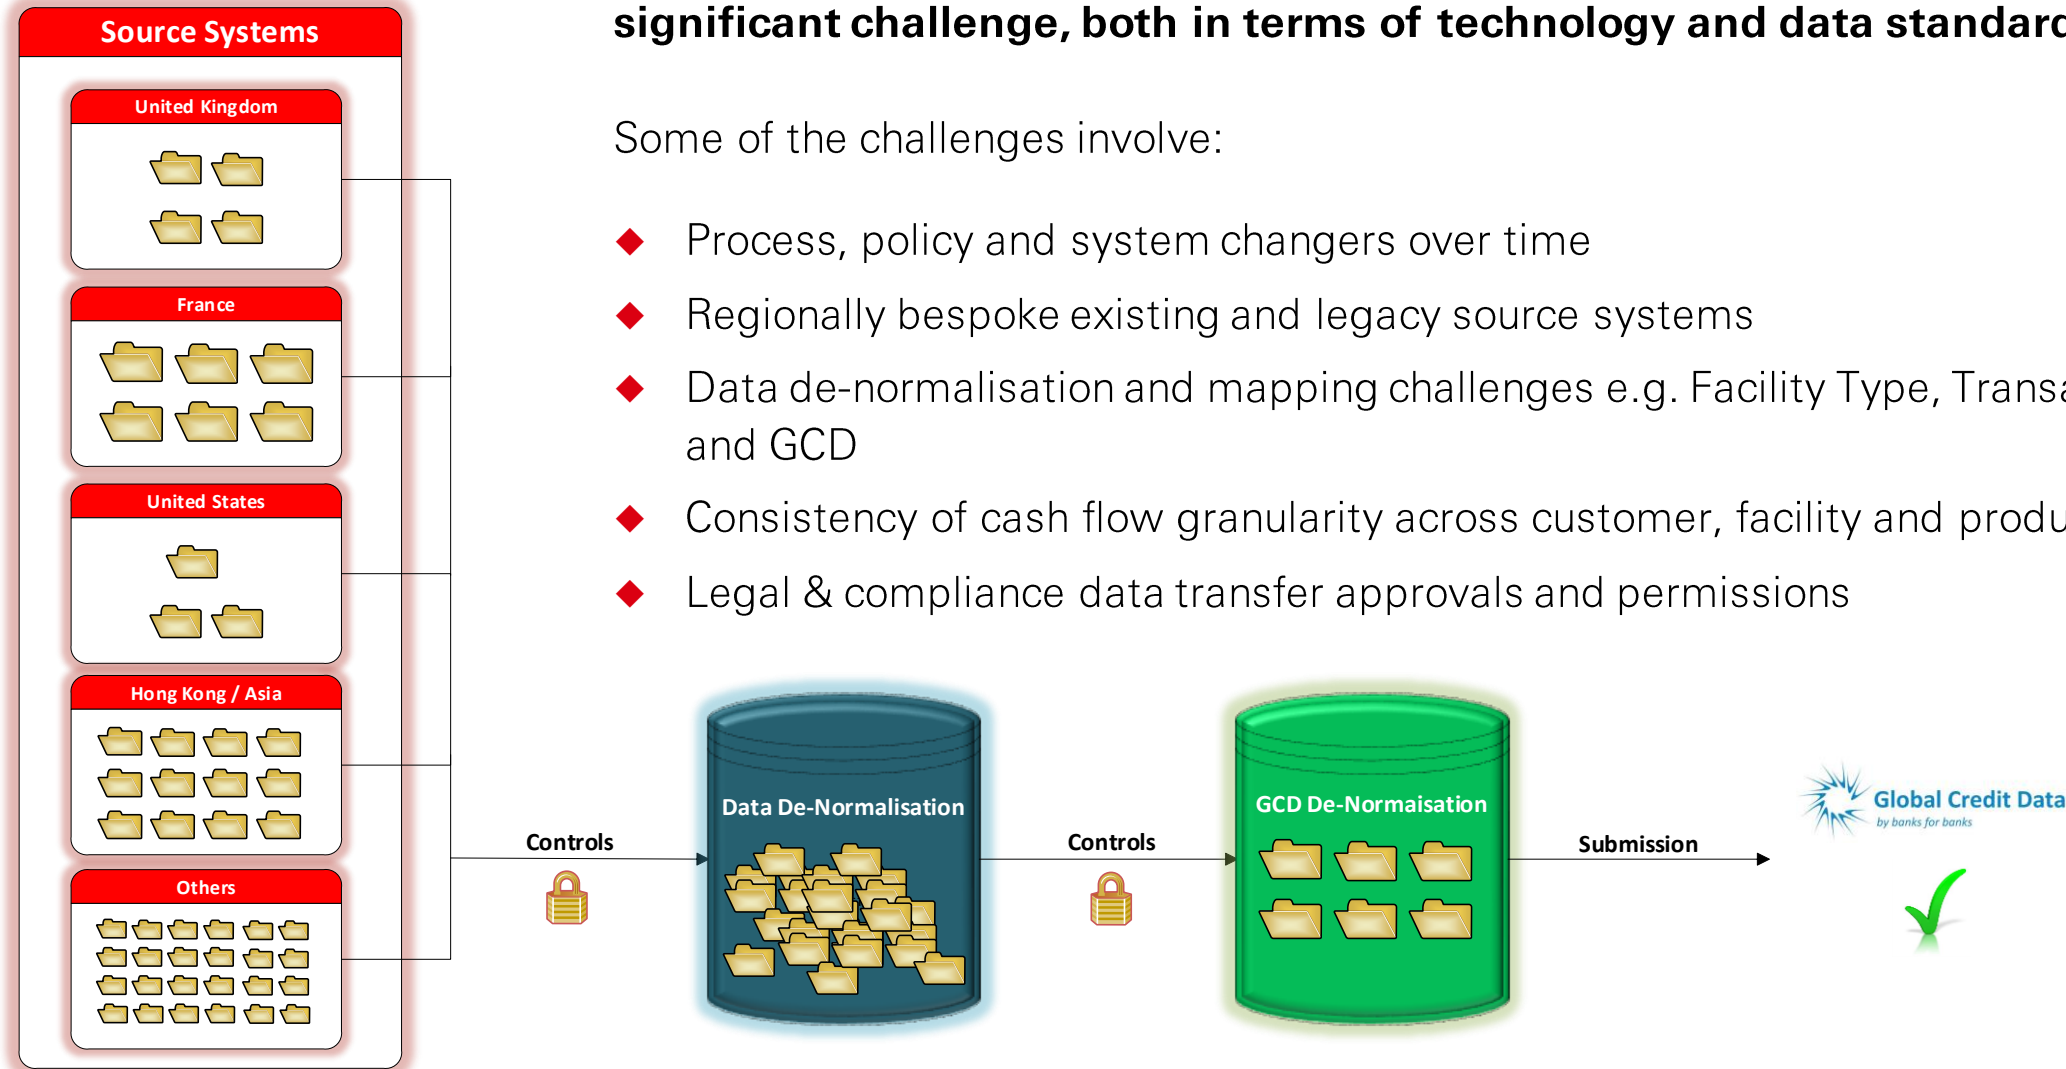 Source Systems
United Kingdom
France
United States
Hong Kong / Asia
Others
significant challenge, both in terms of technology and data standard
Some of the challenges involve:
Process, policy and system changers over time
Regionally bespoke existing and legacy source systems
Data de-normalisation and mapping challenges e.g. Facility Type,
and GCD
Consistency of cash flow granularity across customer, facility and
Legal & compliance data transfer approvals and permissions
Controls
Data De-Normalisation
Controls
GCD De-Normaisation
Submission
Global Credit Data
by banks for banks